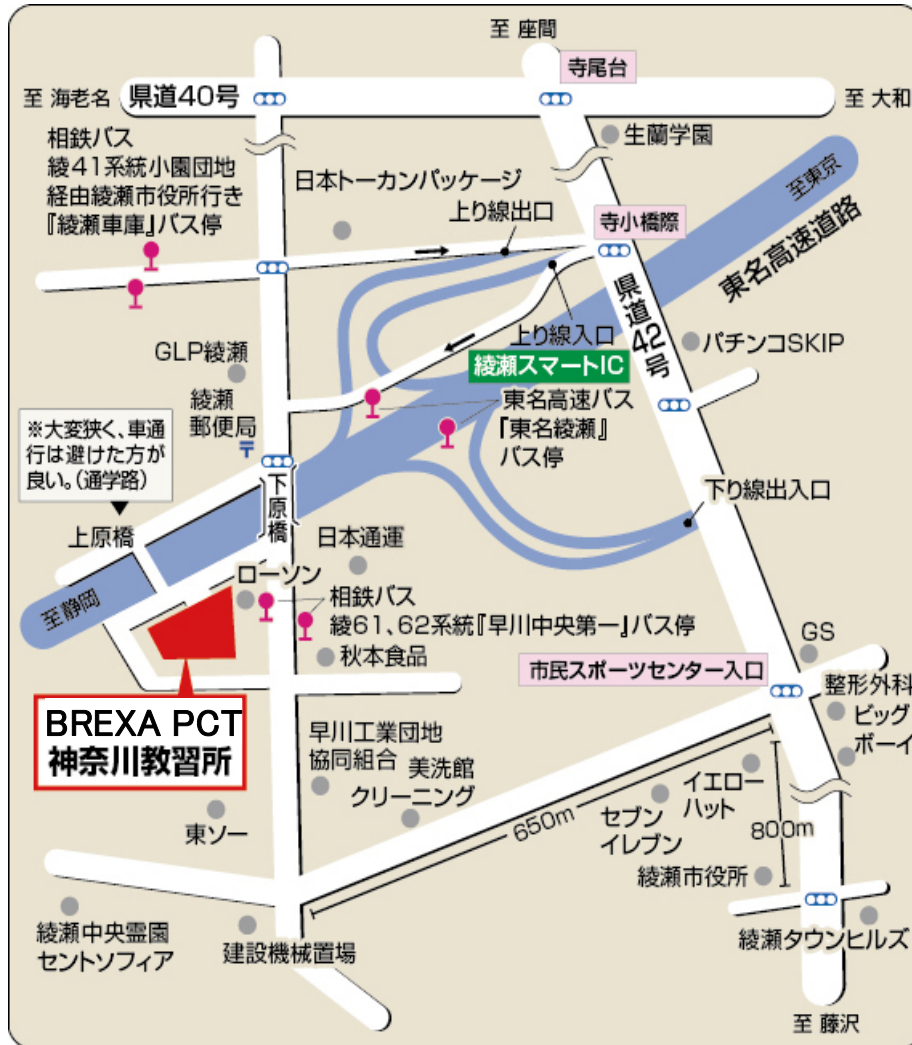 至 座間
寺尾台
至 海老名
県道40号
至 大和
相鉄バス
綾41系統小園団地
経由綾瀬市役所行き
『綾瀬車庫』バス停
生蘭学園
日本トーカンパッケージ
上り線出口
至東京
東名高速道路
寺小橋際
県道42号
上り線入口
GLP綾瀬
綾瀬スマートIC
パチンコSKIP
綾瀬
郵便局
〒
東名高速バス
『東名綾瀬』
バス停
※大変狭く、車通
行は避けた方が
良い。(通学路)
上原橋
下原橋
下り線出入口
日本通運
至静岡
ローソン
相鉄バス
綾61、62系統『早川中央第一』バス停
秋本食品
GS
市民スポーツセンター入口
整形外科
ビッグ
ボーイ
BREXA PCT
神奈川教習所
早川工業団地
協同組合
美洗館
クリーニング
イエロー
ハット
セブン
イレブン
650m
800m
東ソー
綾瀬市役所
綾瀬中央霊園
セントソフィア
建設機械置場
綾瀬タウンヒルズ
至 藤沢